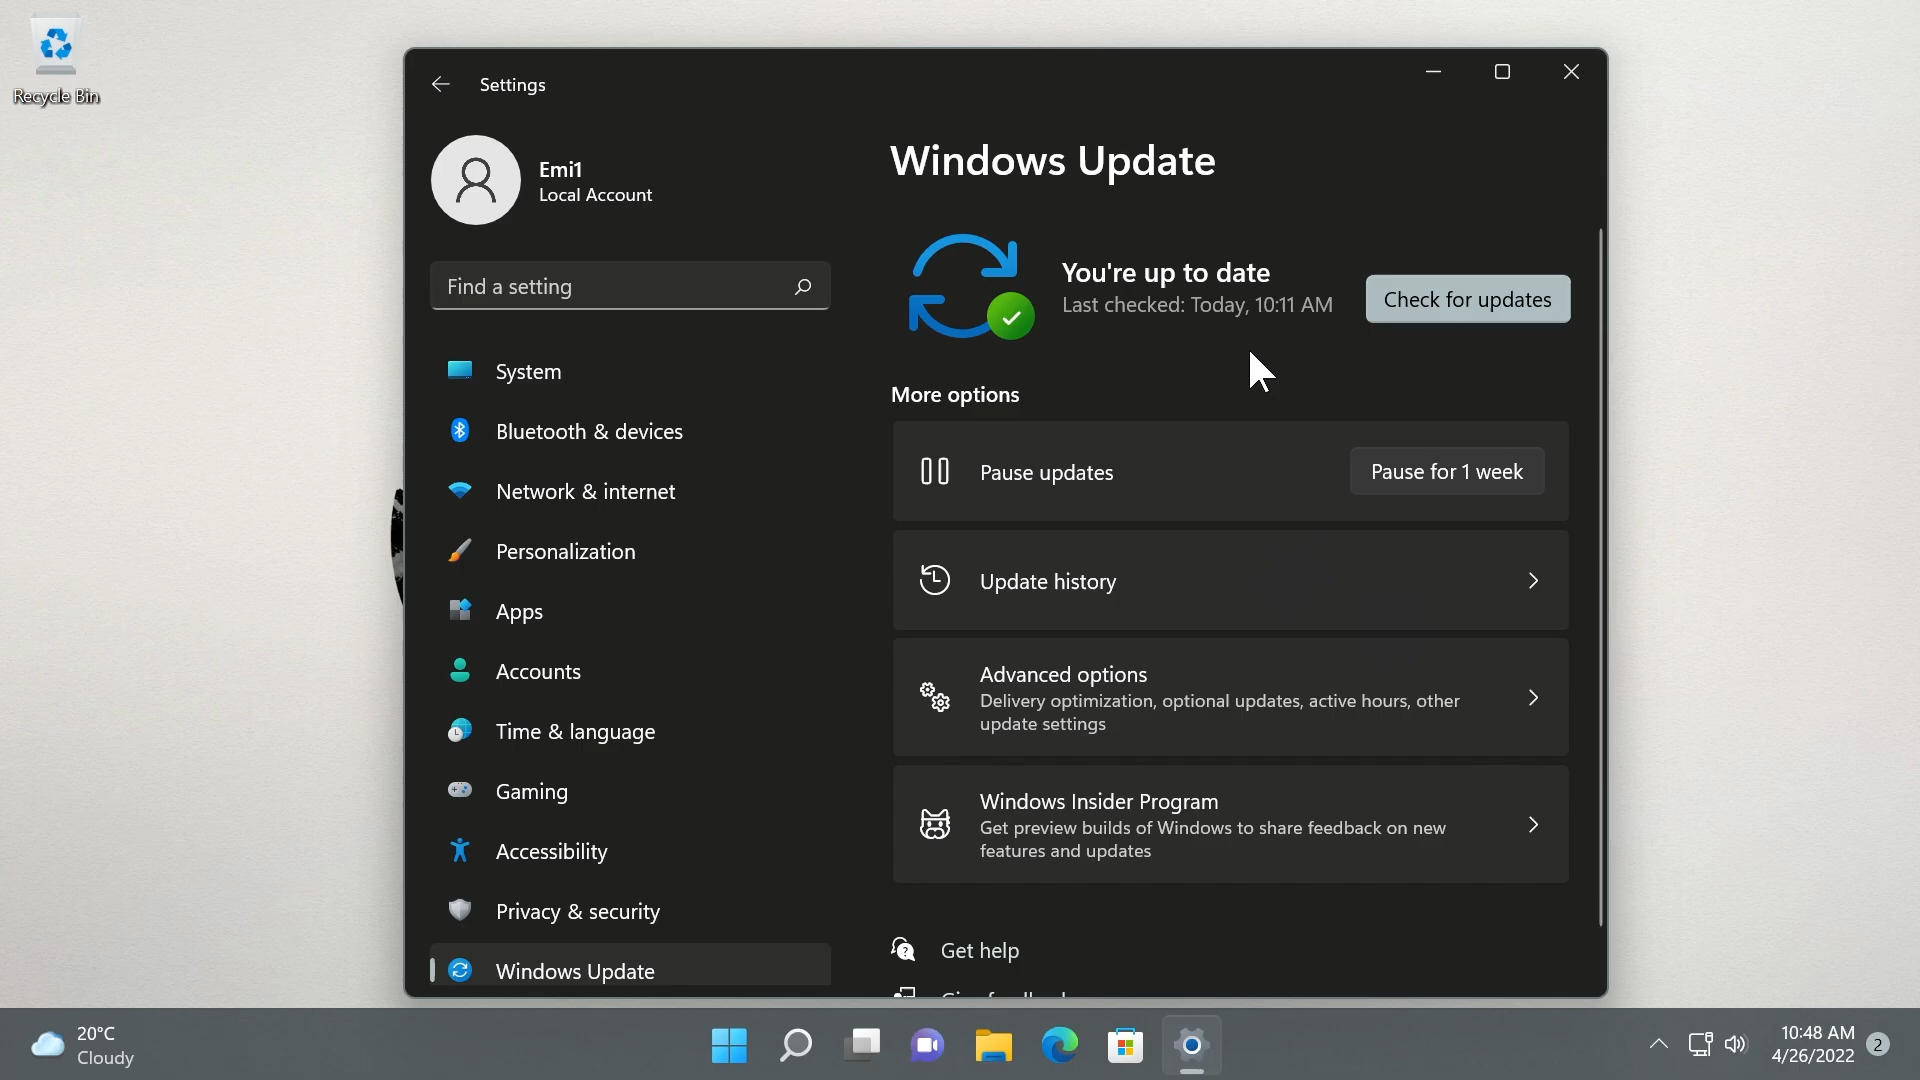 Recycle Bin
Settings
Emi1
Local Account
Find a setting
System
Bluetooth & devices
Network & internet
Personalization
Apps
Accounts
Time & language
Gaming
Accessibility
Privacy & security
Windows Update
Windows Update
You're up to date
Last checked: Today, 10:11 AM
Check for updates
More options
Pause updates
Pause for 1 week
Update history
Advanced options
Delivery optimization, optional updates, active hours, other
update settings
Windows Insider Program
Get preview builds of Windows to share feedback on new
features and updates
Get help
20°C
Cloudy
10:48 AM
4/26/2022
2